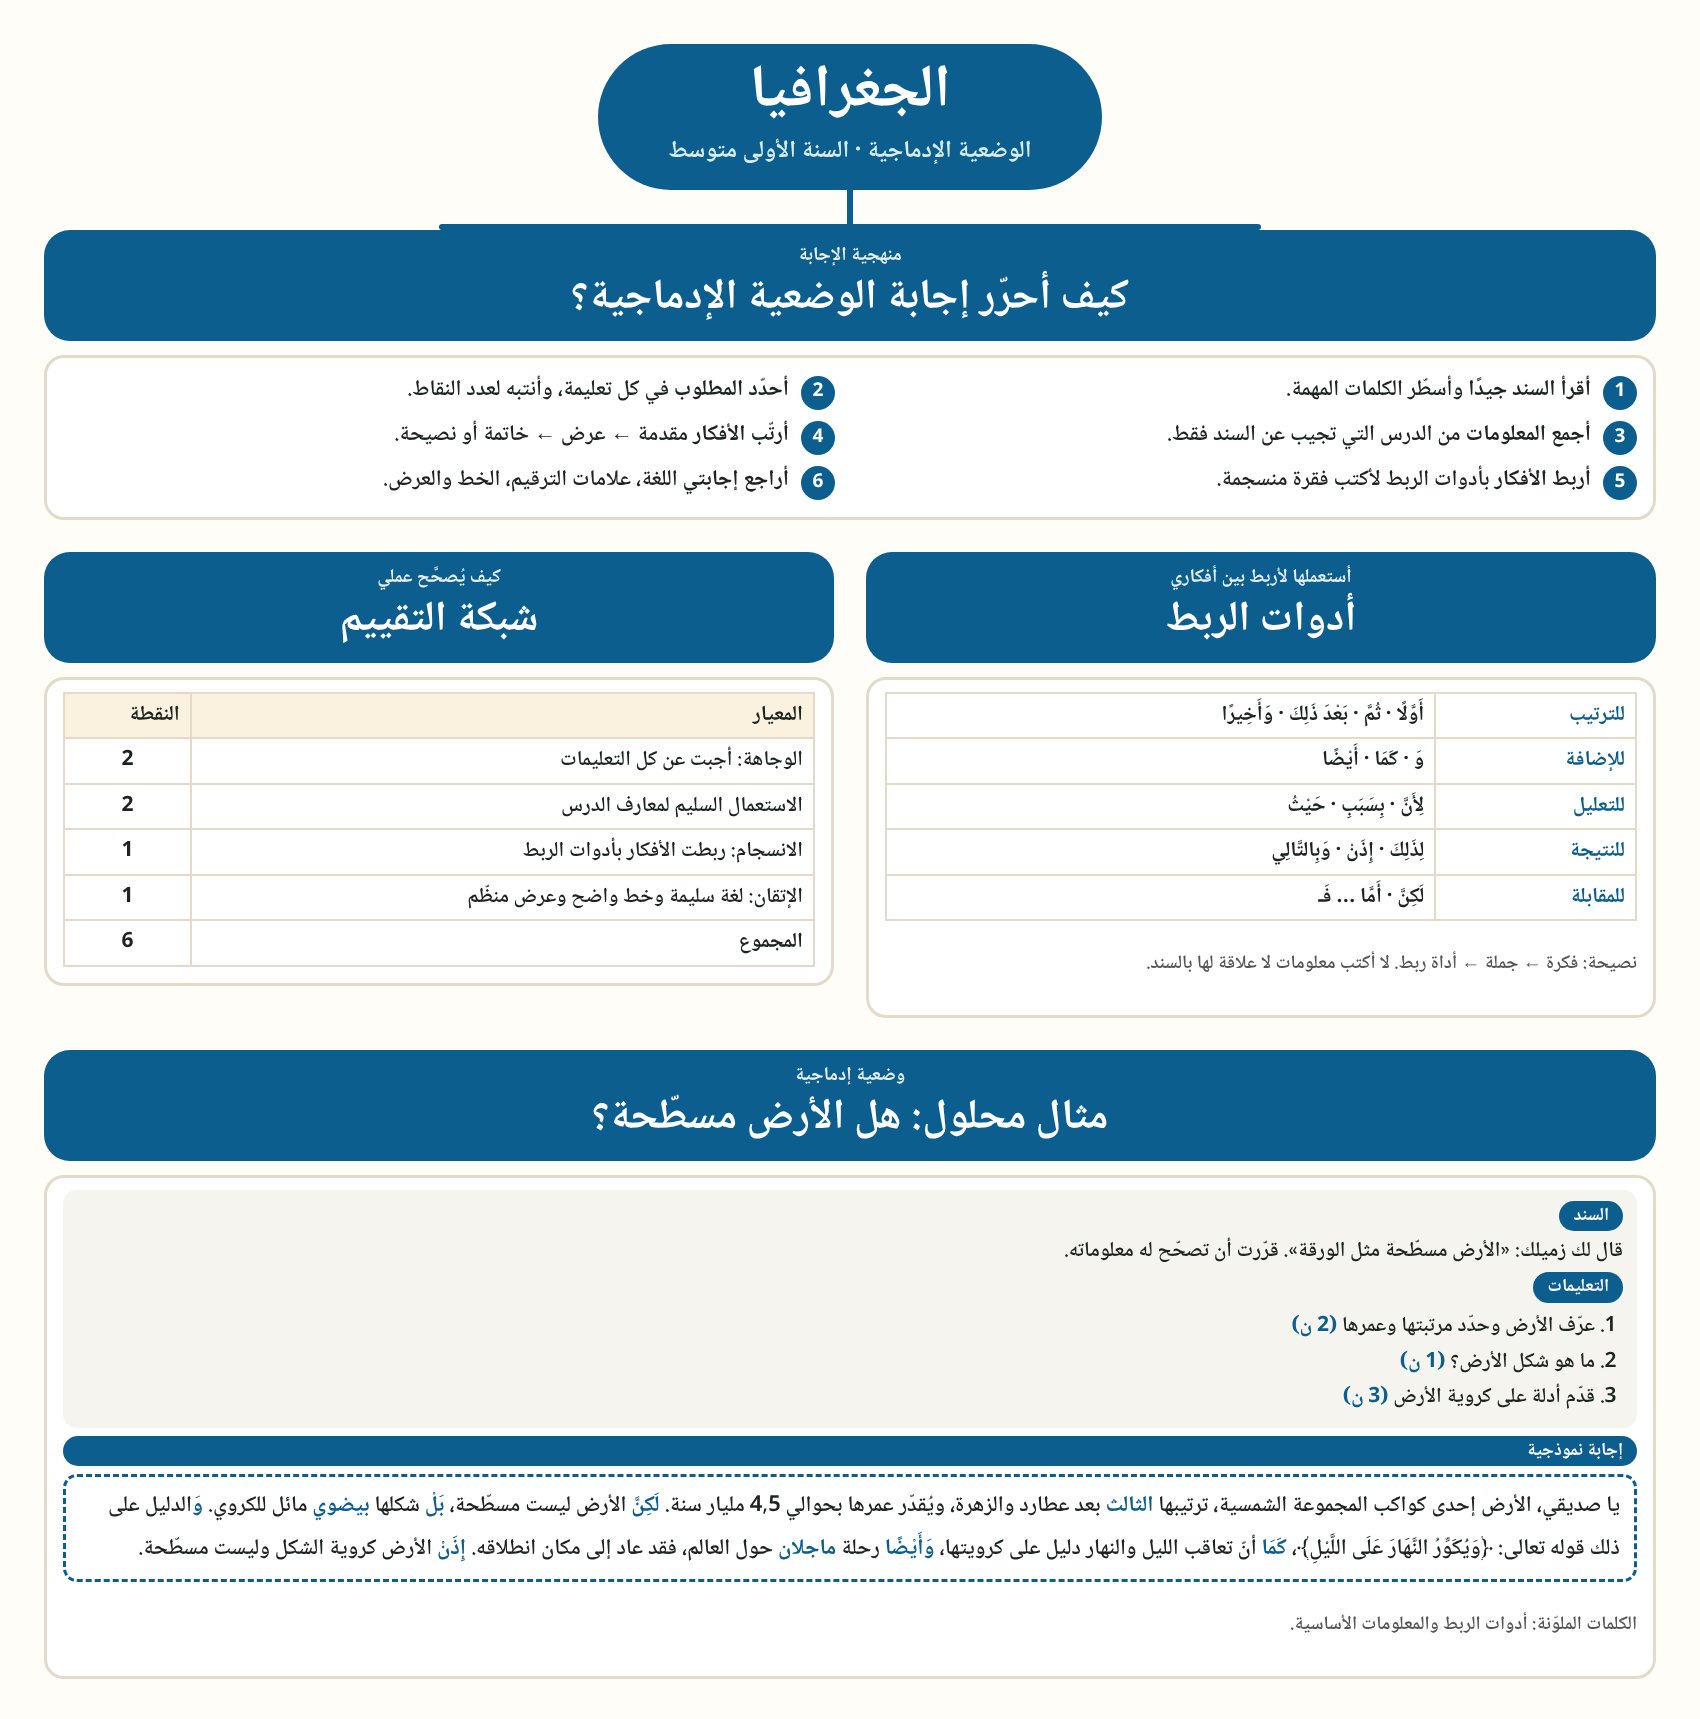 الجغرافيا
الوضعية الإدماجية · السنة الأولى متوسط
منهجية الإجابة
كيف أحرّر إجابة الوضعية الإدماجية؟
1 أقرأ السند جيدًا وأسطّر الكلمات المهمة.
2 أحدّد المطلوب في كل تعليمة، وأنتبه لعدد النقاط.
3 أجمع المعلومات من الدرس التي تجيب عن السند فقط.
4 أرتّب الأفكار مقدمة ← عرض ← خاتمة أو نصيحة.
5 أربط الأفكار بأدوات الربط لأكتب فقرة منسجمة.
6 أراجع إجابتي اللغة، علامات الترقيم، الخط والعرض.
أستعملها لأربط بين أفكاري
أدوات الربط
للترتيب أَوَّلًا · ثُمَّ · بَعْدَ ذَلِكَ · وَأَخِيرًا
للإضافة وَ · كَمَا · أَيْضًا
للتعليل لِأَنَّ · بِسَبَبِ · حَيْثُ
للنتيجة لِذَلِكَ · إِذَنْ · وَبِالتَّالِي
للمقابلة لَكِنَّ · أَمَّا … فَـ
نصيحة: فكرة ← جملة ← أداة ربط. لا أكتب معلومات لا علاقة لها بالسند.
كيف يُصحَّح عملي
شبكة التقييم
المعيار النقطة
الوجاهة: أجبت عن كل التعليمات 2
الاستعمال السليم لمعارف الدرس 2
الانسجام: ربطت الأفكار بأدوات الربط 1
الإتقان: لغة سليمة وخط واضح وعرض منظّم 1
المجموع 6
وضعية إدماجية
مثال محلول: هل الأرض مسطّحة؟
السند
قال لك زميلك: «الأرض مسطّحة مثل الورقة». قرّرت أن تصحّح له معلوماته.
التعليمات
1. عرّف الأرض وحدّد مرتبتها وعمرها (2 ن)
2. ما هو شكل الأرض؟ (1 ن)
3. قدّم أدلة على كروية الأرض (3 ن)
إجابة نموذجية
يا صديقي، الأرض إحدى كواكب المجموعة الشمسية، ترتيبها الثالث بعد عطارد والزهرة، ويُقدّر عمرها بحوالي 4,5 مليار سنة. لَكِنَّ الأرض ليست مسطّحة، بَلْ شكلها بيضوي مائل للكروي. وَالدليل على
ذلك قوله تعالى: ﴿وَيُكَوِّرُ النَّهَارَ عَلَى اللَّيْلِ﴾، كَمَا أنّ تعاقب الليل والنهار دليل على كرويتها، وَأَيْضًا رحلة ماجلان حول العالم، فقد عاد إلى مكان انطلاقه. إِذَنْ الأرض كروية الشكل وليست مسطّحة.
الكلمات الملوّنة: أدوات الربط والمعلومات الأساسية.